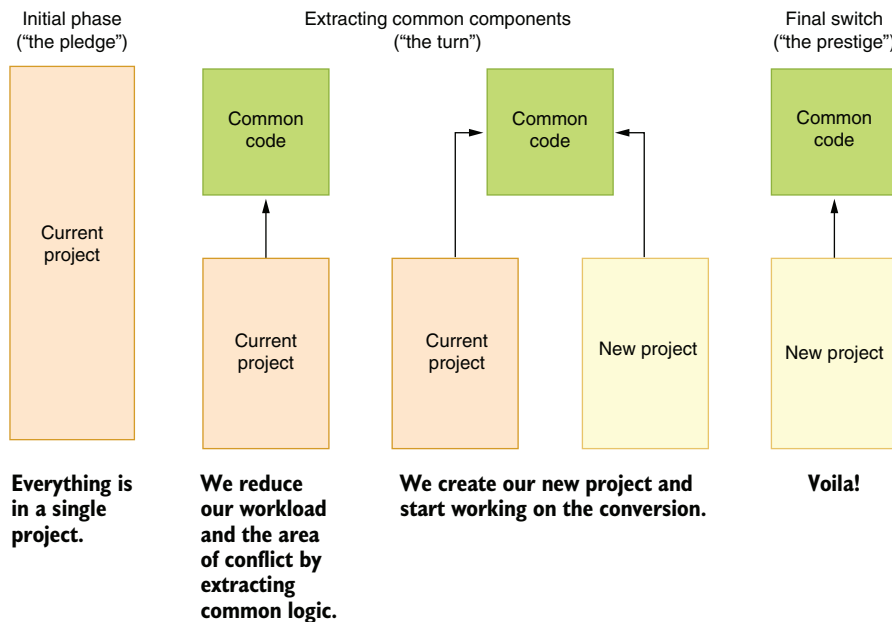 Initial phase
(“the pledge”)
Extracting common components
(“the turn”)
Final switch
(“the prestige”)
Current
project
Common
code
Current
project
Common
code
Current
project
New project
Common
code
New project
Everything is
in a single
project.
We reduce
our workload
and the area
of conflict by
extracting
common logic.
We create our new project and
start working on the conversion.
Voila!